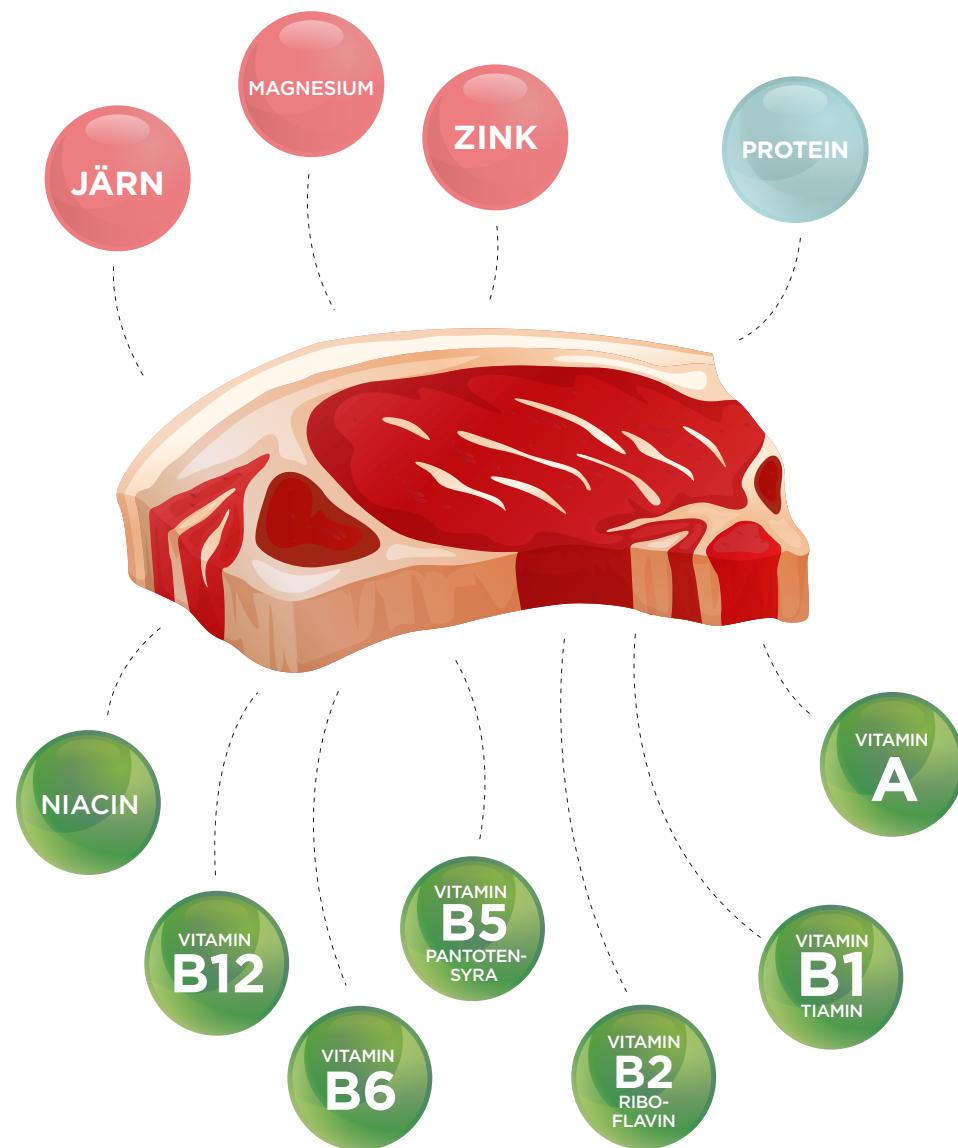 JÄRN
MAGNESIUM
ZINK
PROTEIN
NIACIN
VITAMIN
B12
VITAMIN
B6
VITAMIN
B5
PANTOTEN-
SYRA
VITAMIN
B2
RIBO-
FLAVIN
VITAMIN
B1
TIAMIN
VITAMIN
A